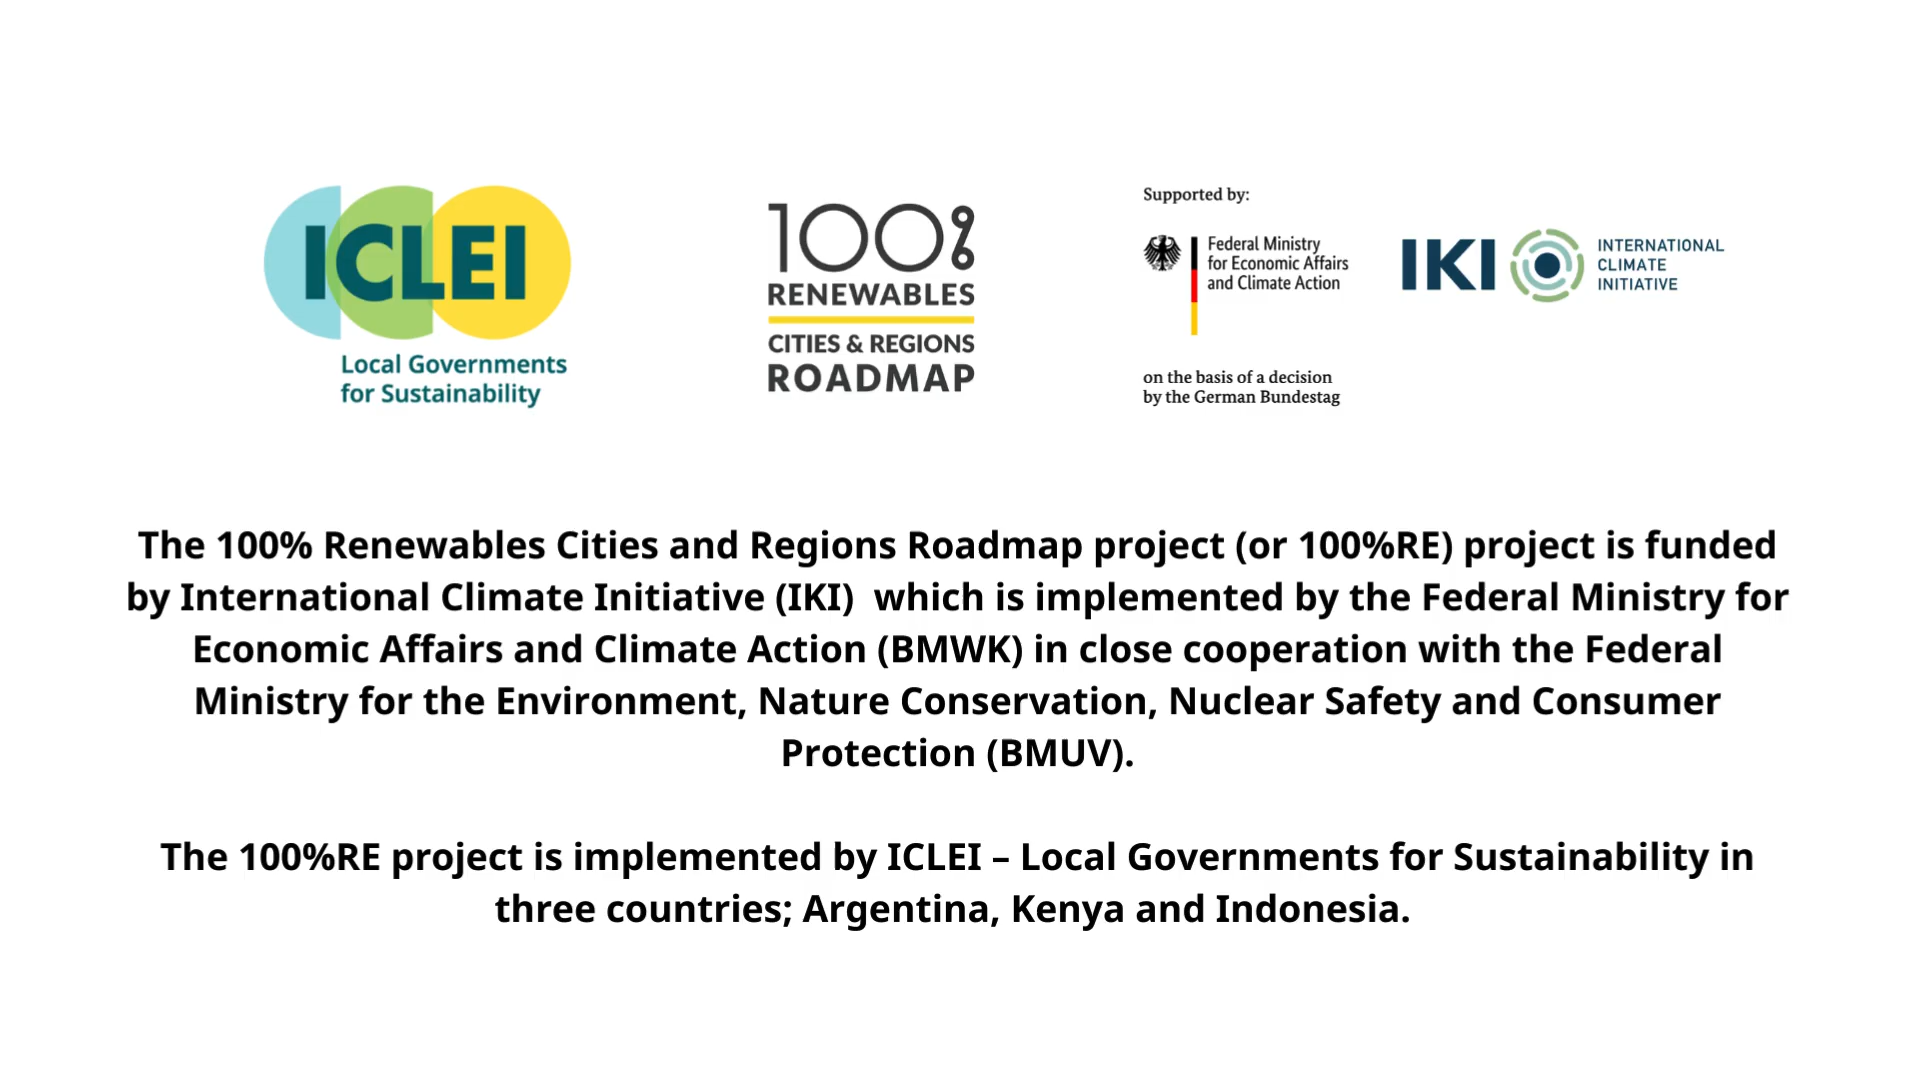 ICLEI
Local Governments
for Sustainability
100%
RENEWABLES
CITIES & REGIONS
ROADMAP
Supported by:
Federal Ministry
for Economic Affairs
and Climate Action
on the basis of a decision
by the German Bundestag
IKI
INTERNATIONAL
CLIMATE
INITIATIVE
The 100% Renewables Cities and Regions Roadmap project (or 100%RE) project is funded
by International Climate Initiative (IKI)  which is implemented by the Federal Ministry for
Economic Affairs and Climate Action (BMWK) in close cooperation with the Federal
Ministry for the Environment, Nature Conservation, Nuclear Safety and Consumer
Protection (BMUV).
The 100%RE project is implemented by ICLEI – Local Governments for Sustainability in
three countries; Argentina, Kenya and Indonesia.